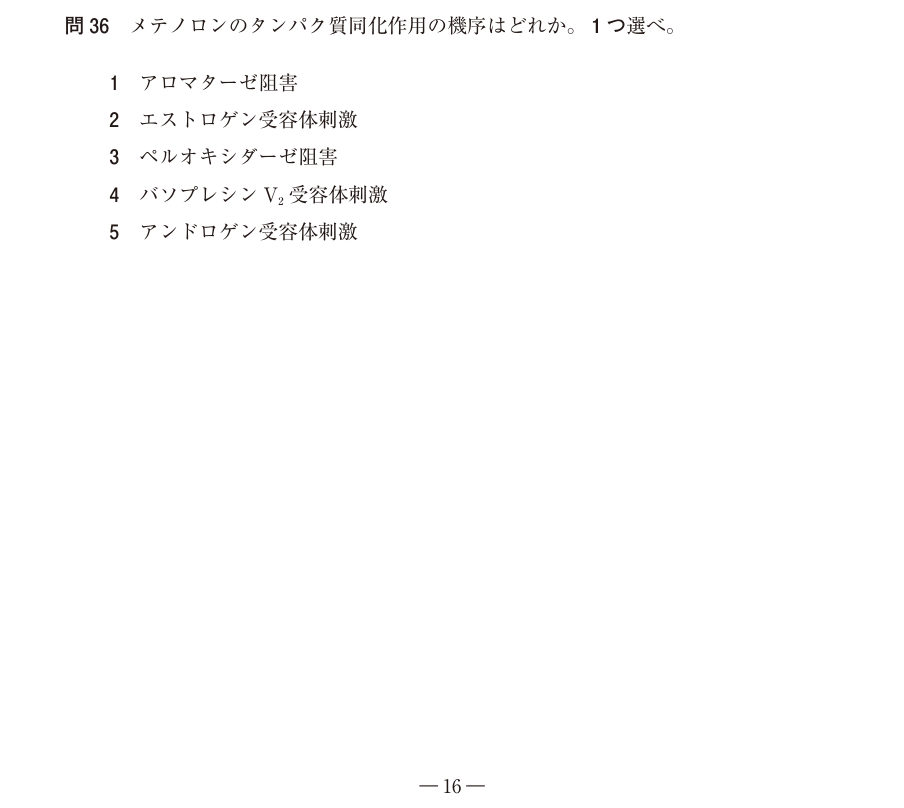 問 36 メテノロンのタンパク質同化作用の機序はどれか。1つ選べ。
1 アロマターゼ阻害
2 エストロゲン受容体刺激
3 ペルオキシダーゼ阻害
4 バソプレシン V₂ 受容体刺激
5 アンドロゲン受容体刺激
— 16 —